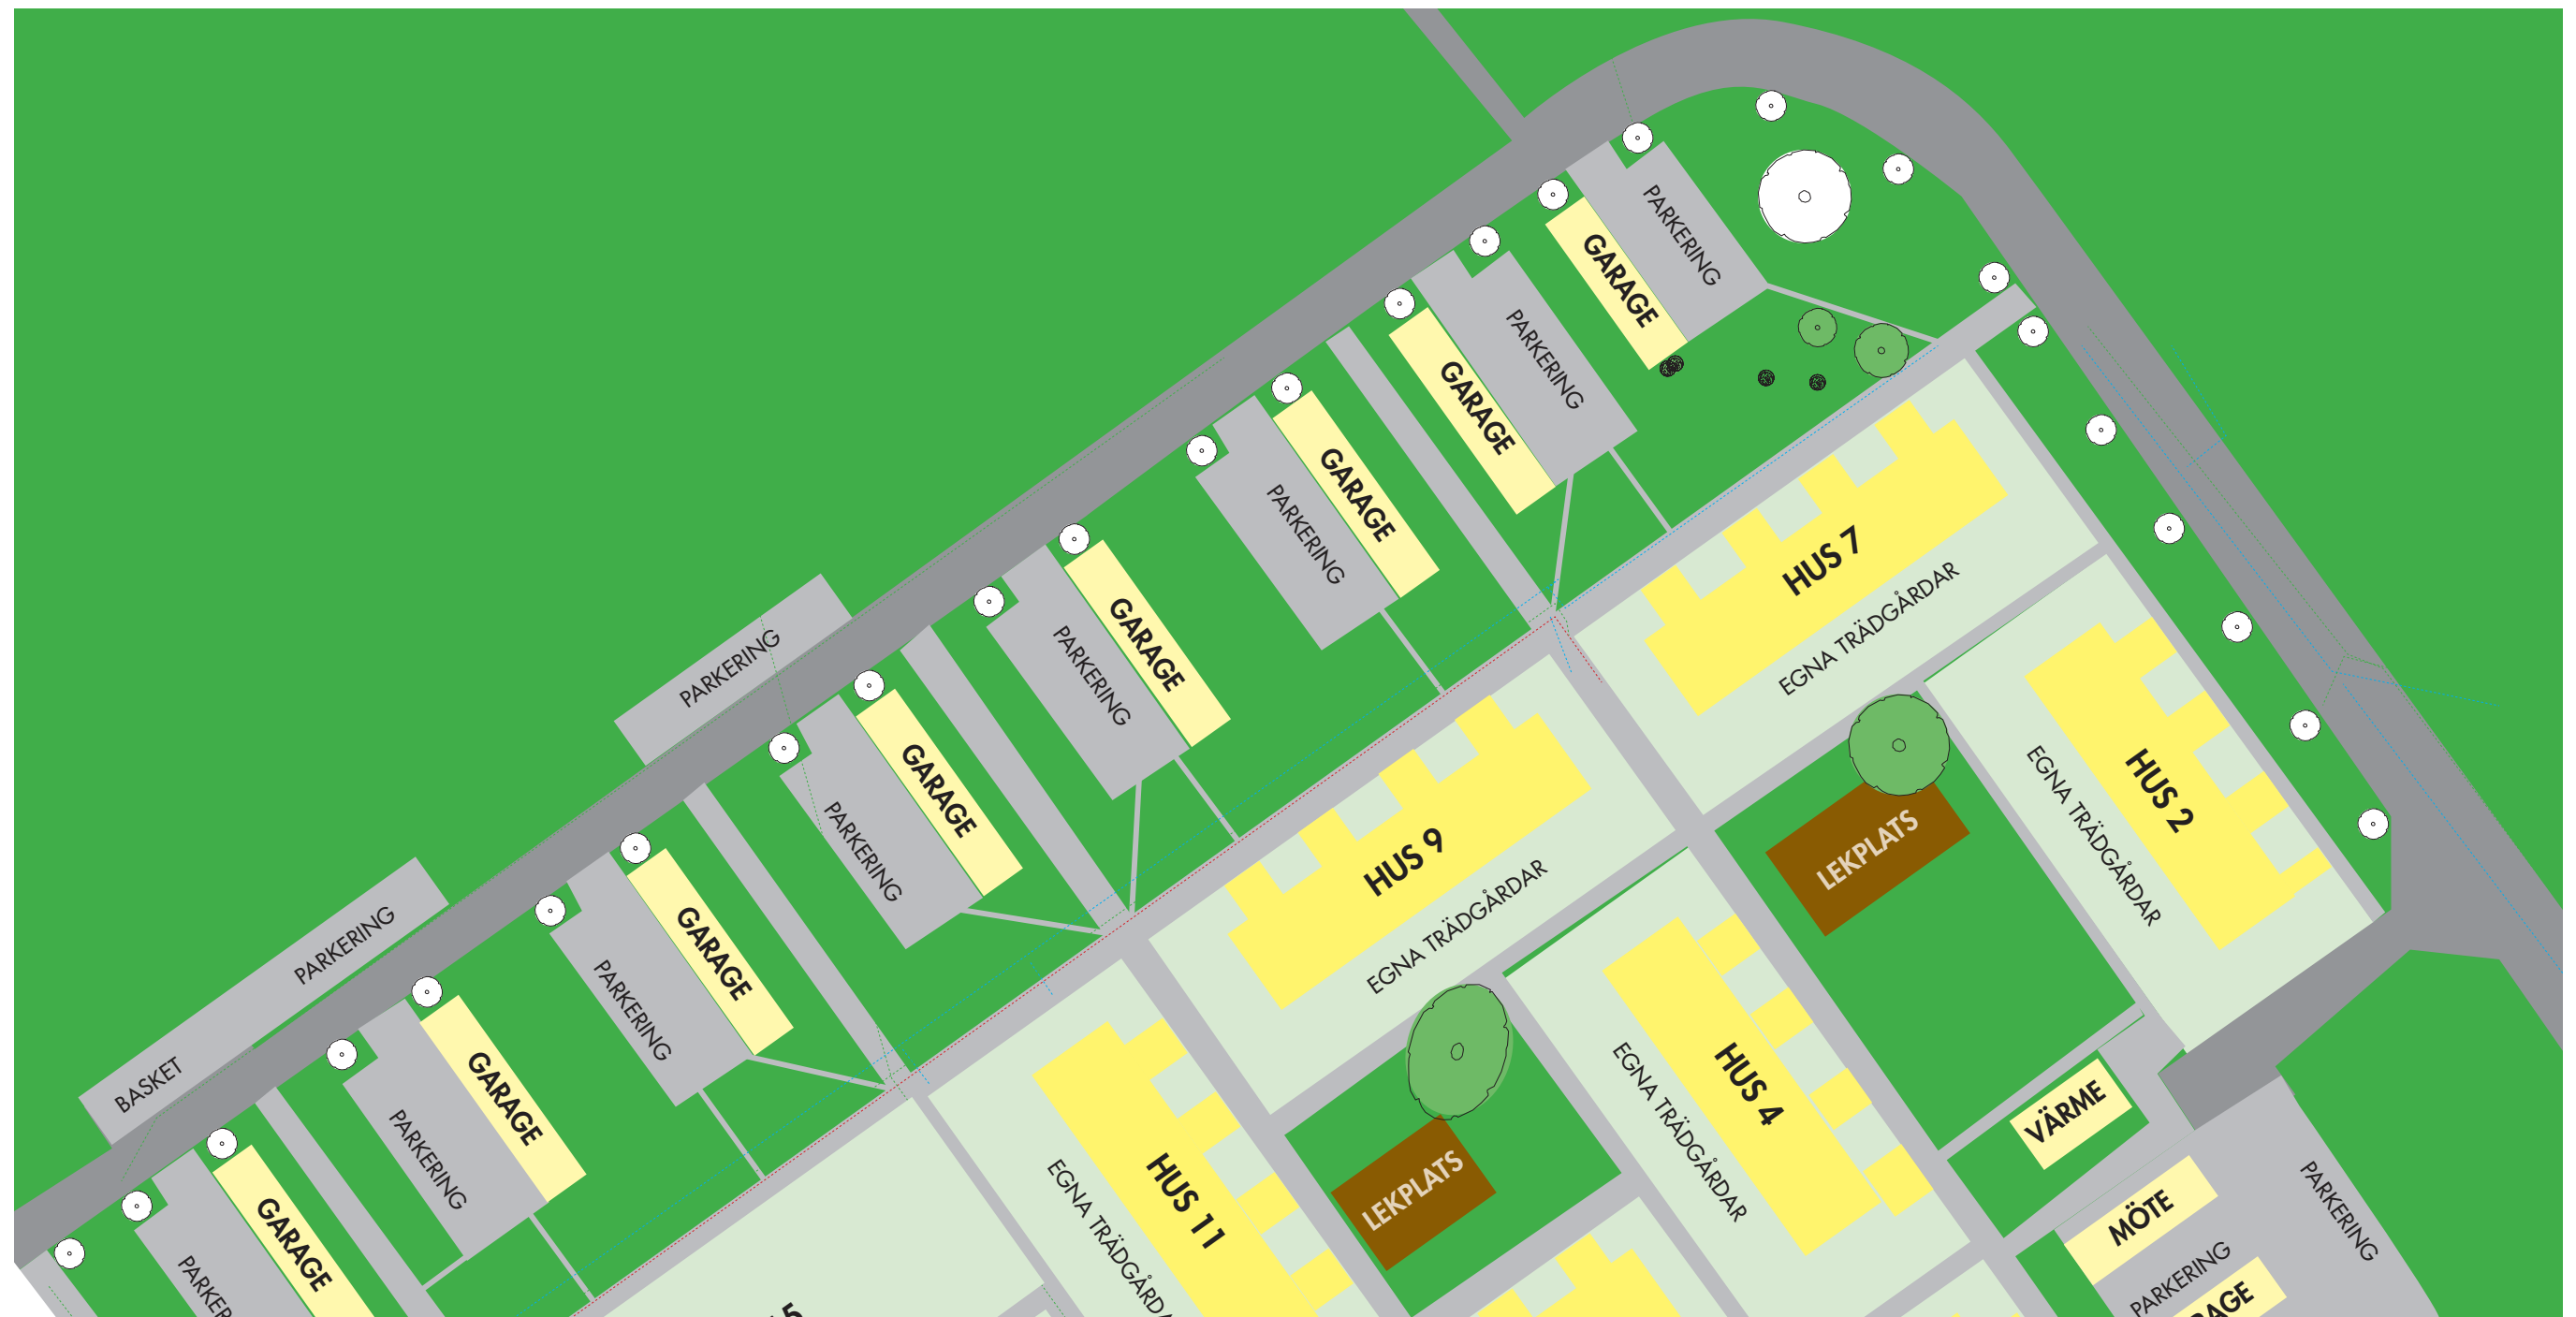 PARKERING
GARAGE
PARKERING
GARAGE
GARAGE
PARKERING
GARAGE
PARKERING
PARKERING
GARAGE
PARKERING
GARAGE
PARKERING
PARKERING
BASKET
GARAGE
PARKERING
GARAGE
HUS 7
EGNA TRÄDGÅRDAR
HUS 2
EGNA TRÄDGÅRDAR
LEKPLATS
HUS 9
EGNA TRÄDGÅRDAR
HUS 4
EGNA TRÄDGÅRDAR
LEKPLATS
HUS 11
VÄRME
MÖTE
PARKERING
PARKERING